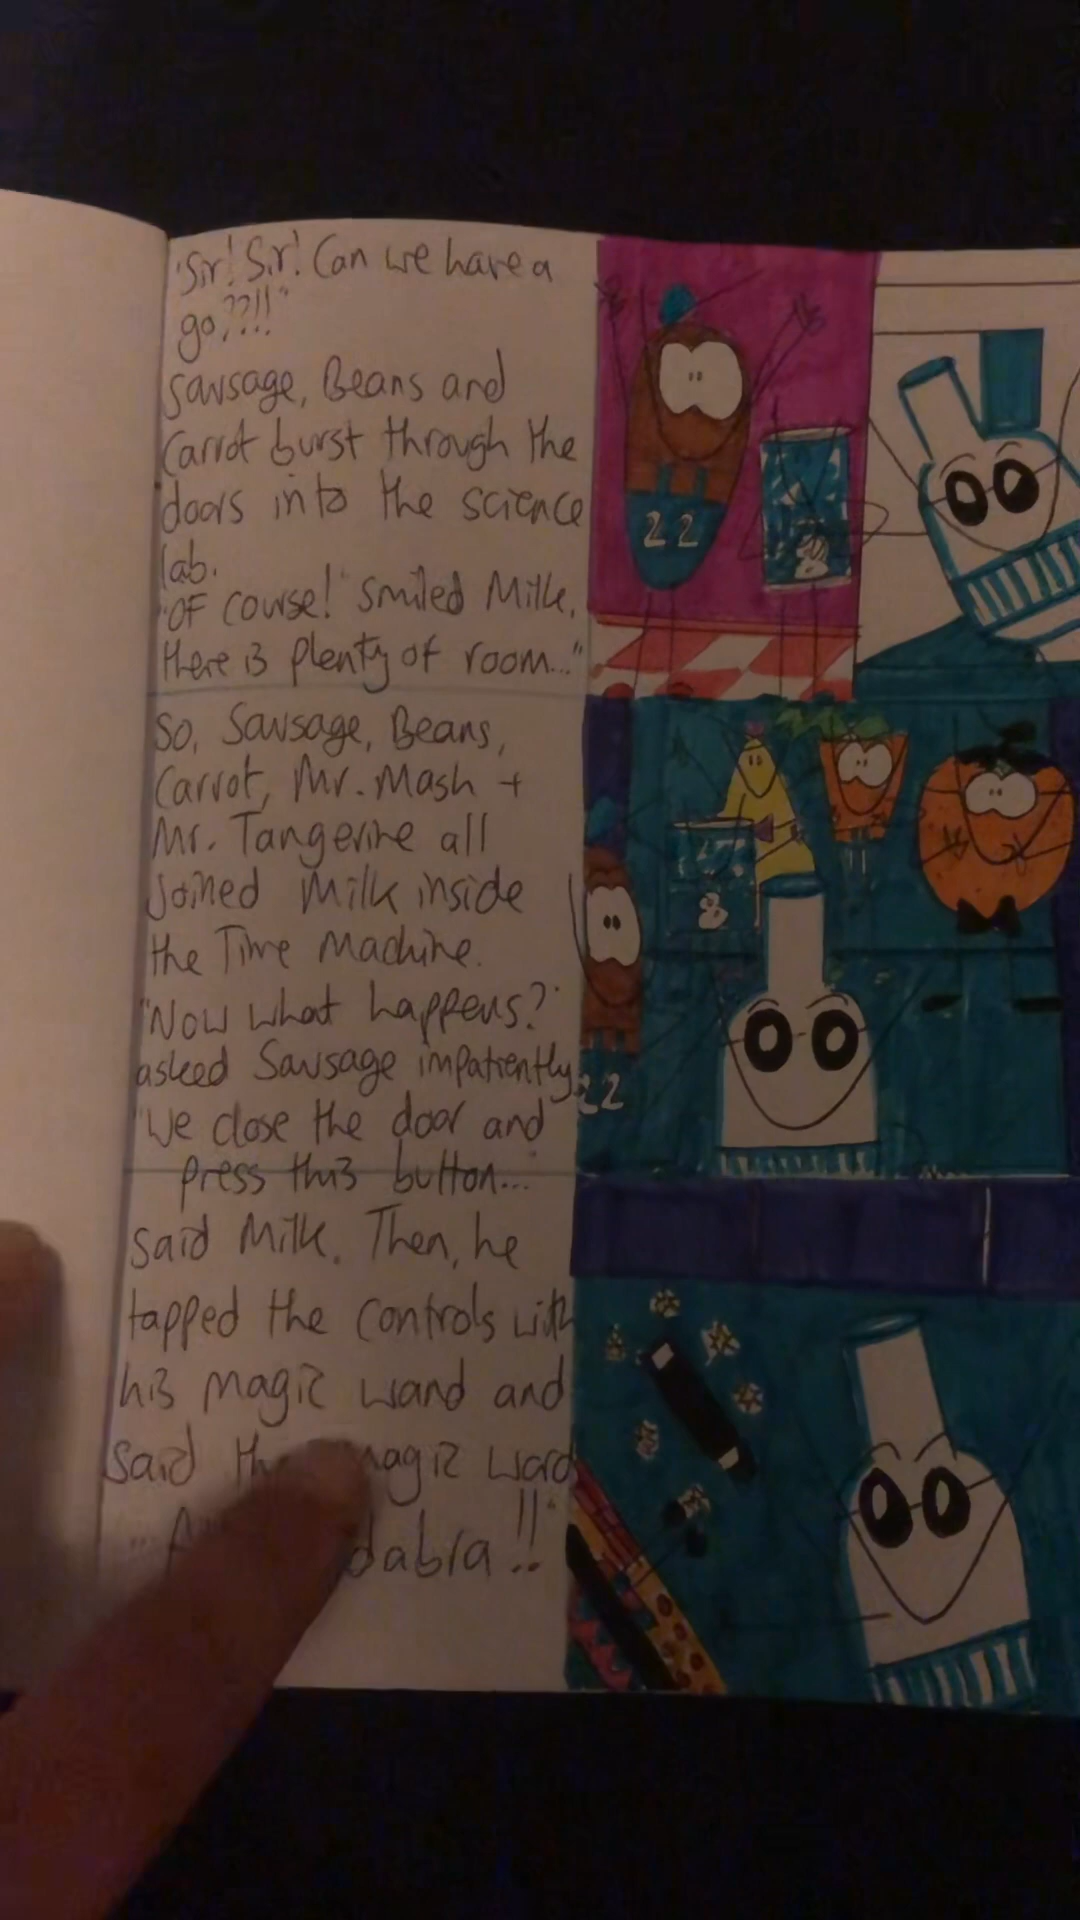 "Sir! Sir! Can we have a
go??!!"
Sausage, Beans and
Carrot burst through the
doors into the science
lab.
"OF course!" smiled Milk,
there is plenty of room..."
So, Sausage, Beans,
Carrot, Mr. Mash +
Mr. Tangerine all
joined Milk inside
the Time Machine.
"Now what happens?"
asked Sausage impatiently.
"We close the door and
press this button..."
said Milk. Then, he
tapped the controls with
his magic wand and
said the magic word
dabra!!"
22
8
8
22